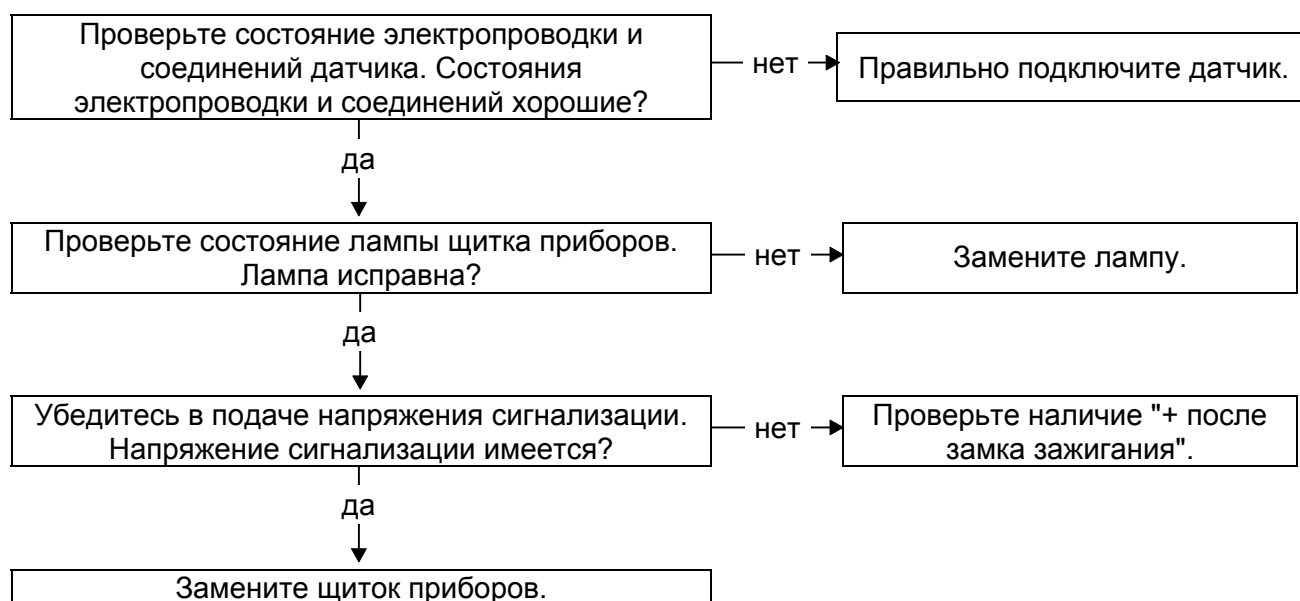 Проверьте состояние электропроводки и
соединений датчика. Состояния
электропроводки и соединений хорошие?
нет
Правильно подключите датчик.
да
Проверьте состояние лампы щитка приборов.
Лампа исправна?
нет
Замените лампу.
да
Убедитесь в подаче напряжения сигнализации.
Напряжение сигнализации имеется?
нет
Проверьте наличие "+ после
замка зажигания".
да
Замените щиток приборов.